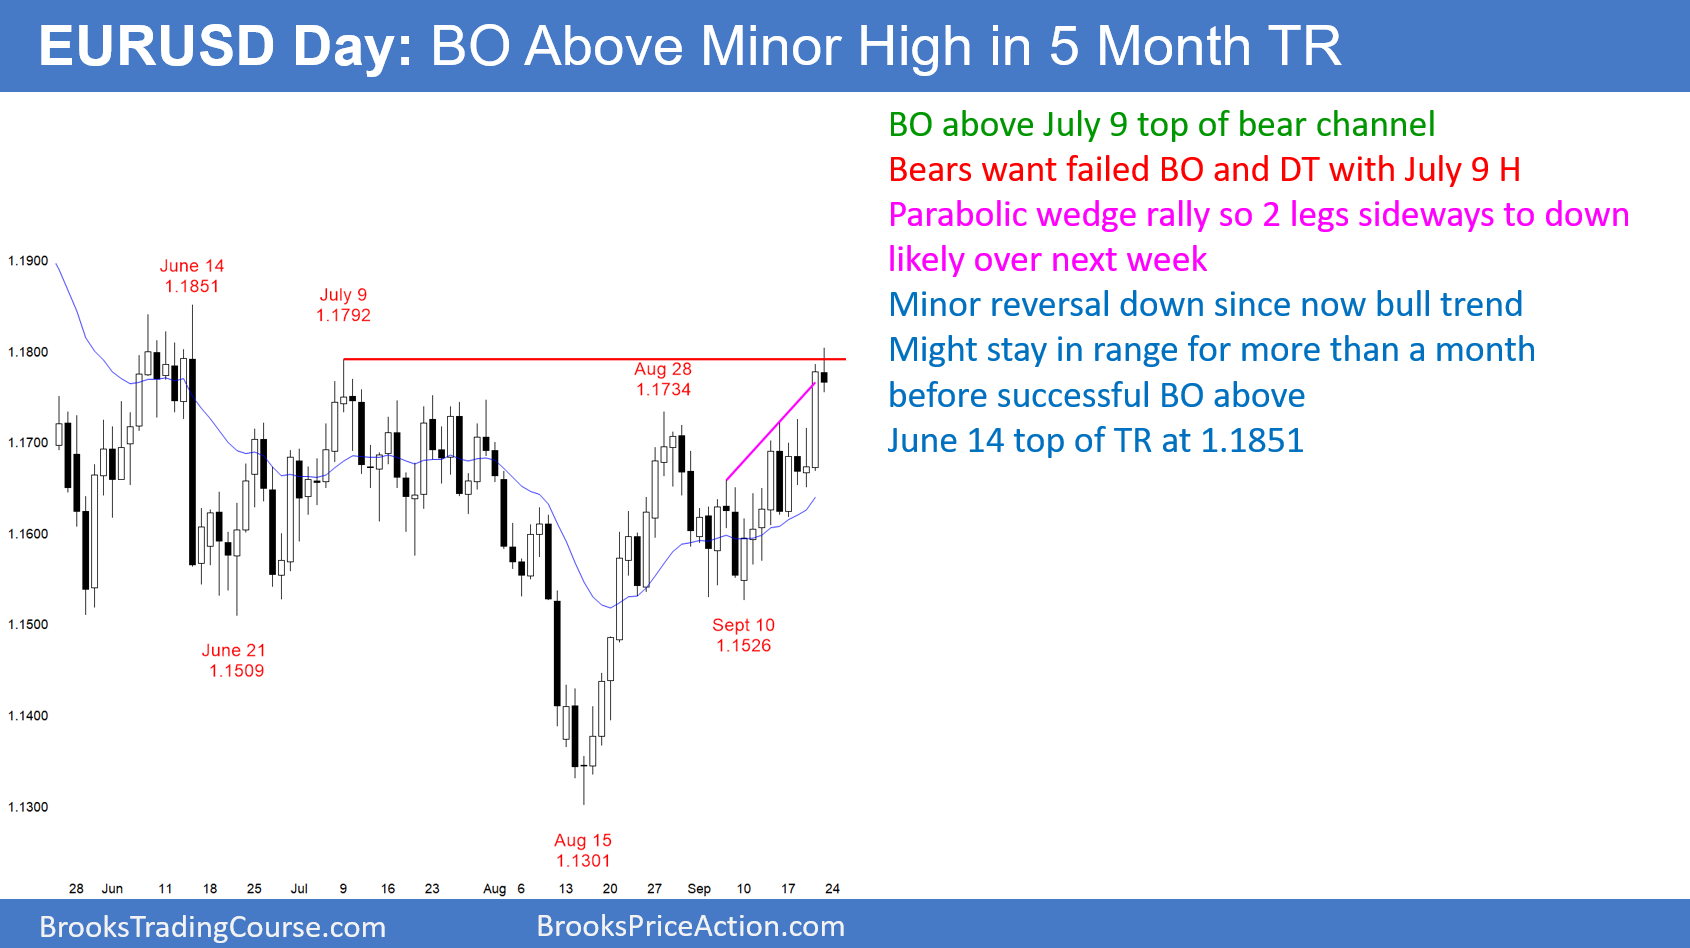 EURUSD Day: BO Above Minor High in 5 Month TR
BO above July 9 top of bear channel
Bears want failed BO and DT with July 9 H
Parabolic wedge rally so 2 legs sideways to down
likely over next week
Minor reversal down since now bull trend
Might stay in range for more than a month
before successful BO above
June 14 top of TR at 1.1851
1.1900
1.1800
1.1700
1.1600
1.1500
1.1400
1.1300
June 14
1.1851
July 9
1.1792
Aug 28
1.1734
June 21
1.1509
Sept 10
1.1526
Aug 15
1.1301
28 Jun 11 18 25 Jul 9 16 23 Aug 6 13 20 27 Sep 10 17 24
BrooksTradingCourse.com
BrooksPriceAction.com